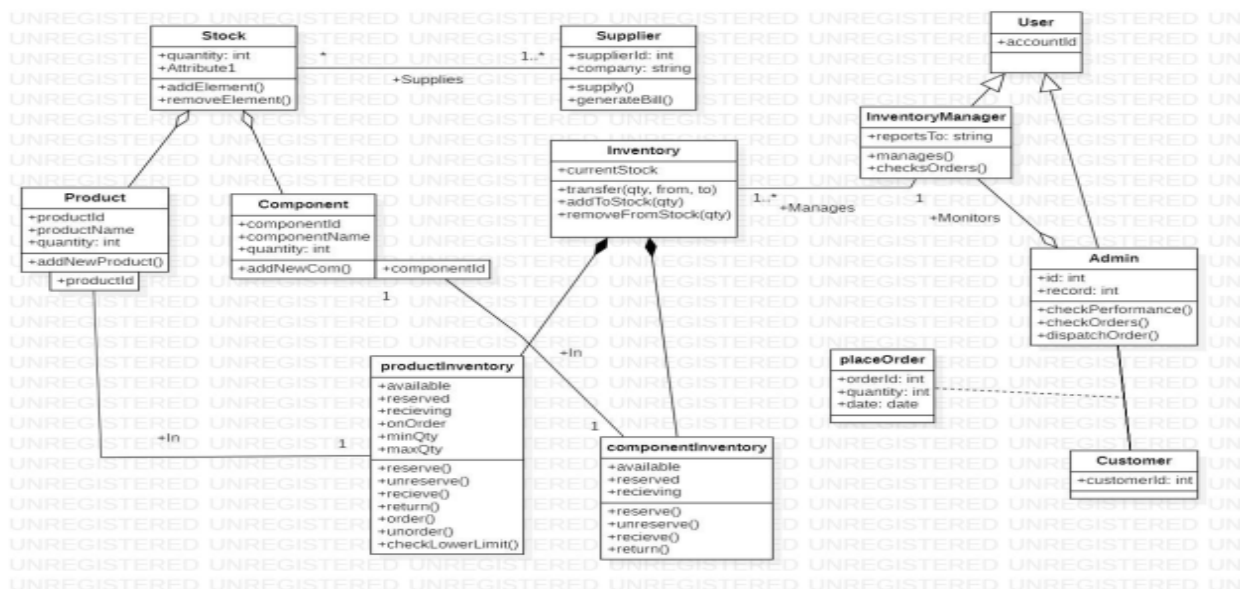 UNREGISTERED
Stock
+quantity: int
+Attribute1
+addElement()
+removeElement()
*
+Supplies
1..*
Supplier
+supplierId: int
+company: string
+supply()
+generateBill()
User
+accountId
InventoryManager
+reportsTo: string
+manages()
+checksOrders()
Inventory
+currentStock
+transfer(qty, from, to)
+addToStock(qty)
+removeFromStock(qty)
1..*
+Manages
1
+Monitors
Product
+productId
+productName
+quantity: int
+addNewProduct()
+productId
Component
+componentId
+componentName
+quantity: int
+addNewCom()
+componentId
1
+In
1
Admin
+id: int
+record: int
+checkPerformance()
+checkOrders()
+dispatchOrder()
placeOrder
+orderId: int
+quantity: int
+date: date
productInventory
+available
+reserved
+recieving
+onOrder
+minQty
+maxQty
+reserve()
+unreserve()
+recieve()
+return()
+order()
+unorder()
+checkLowerLimit()
+In
1
componentInventory
+available
+reserved
+recieving
+reserve()
+unreserve()
+recieve()
+return()
Customer
+customerId: int